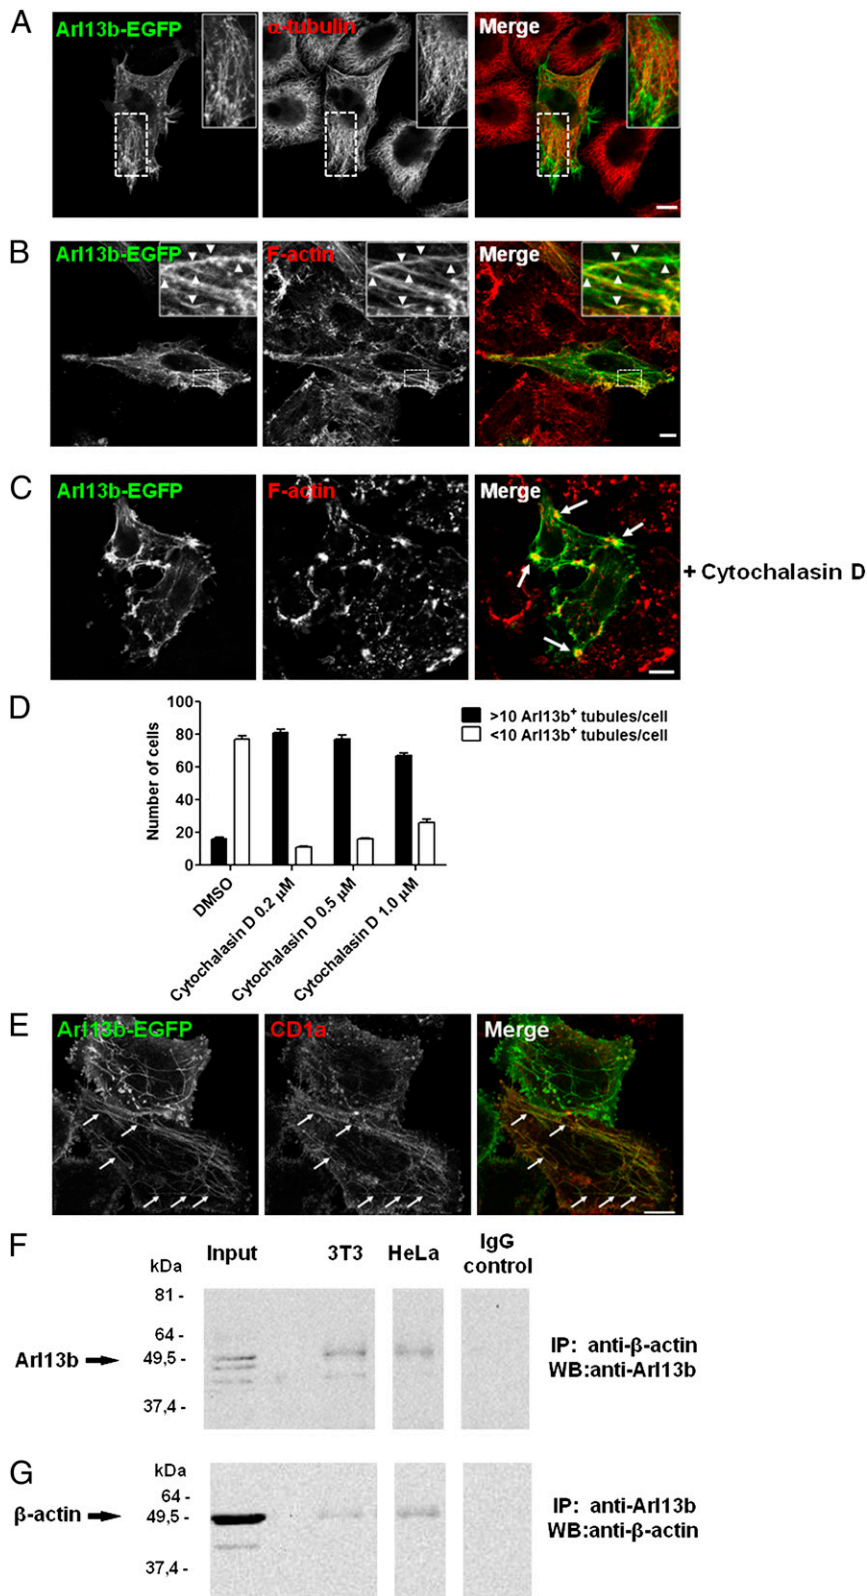 A
Arl13b-EGFP
α-tubulin
Merge
B
Arl13b-EGFP
F-actin
Merge
C
Arl13b-EGFP
F-actin
Merge
+ Cytochalasin D
D
Number of cells
100
80
60
40
20
0
DMSO
Cytochalasin D 0.2 µM
Cytochalasin D 0.5 µM
Cytochalasin D 1.0 µM
>10 Arl13b⁺ tubules/cell
<10 Arl13b⁺ tubules/cell
E
Arl13b-EGFP
CD1a
Merge
F
kDa
Input
3T3
HeLa
IgG
control
81 -
64 -
49,5 -
37,4 -
Arl13b
IP: anti-β-actin
WB:anti-Arl13b
G
kDa
64 -
49,5 -
37,4 -
β-actin
IP: anti-Arl13b
WB:anti-β-actin